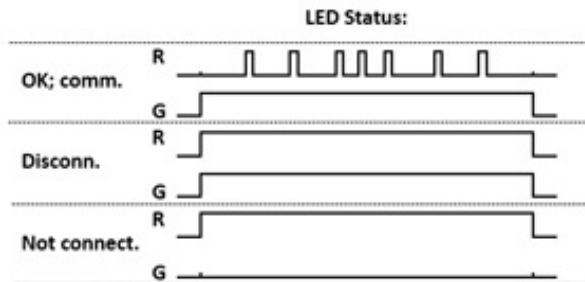 LED Status:
R
OK; comm.
G
R
Disconn.
G
R
Not connect.
G